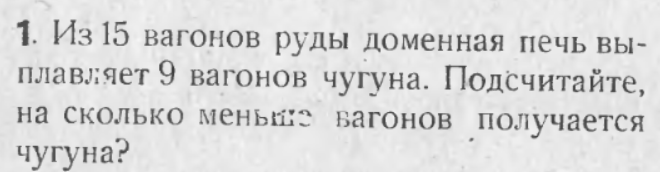 1. Из 15 вагонов руды доменная печь вы-
плавляет 9 вагонов чугуна. Подсчитайте,
на сколько меньше вагонов получается
чугуна?